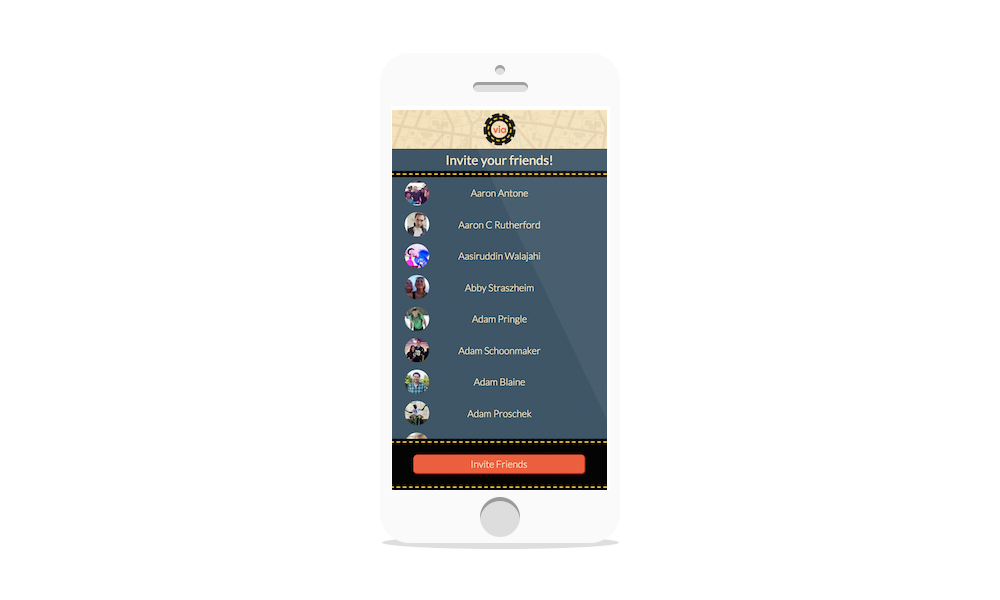 via
Invite your friends!
Aaron Antone
Aaron C Rutherford
Aasiruddin Walajahi
Abby Straszheim
Adam Pringle
Adam Schoonmaker
Adam Blaine
Adam Proschek
Invite Friends